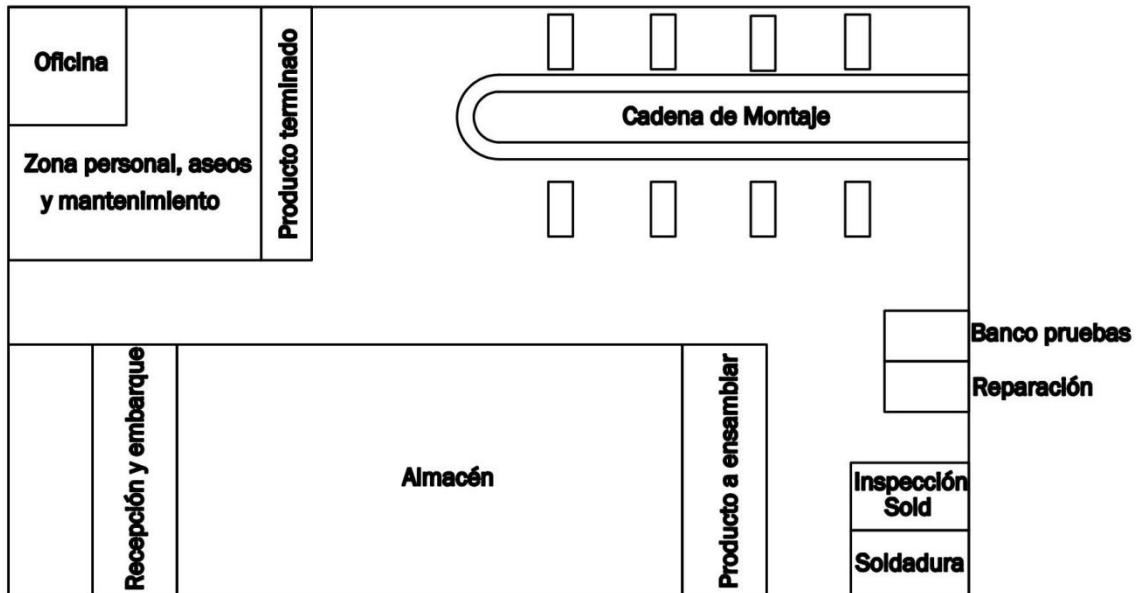 Oficina
Zona personal, aseos
y mantenimiento
Producto terminado
Cadena de Montaje
Banco pruebas
Reparación
Recepción y embarque
Almacén
Producto a ensamblar
Inspección
Sold
Soldadura